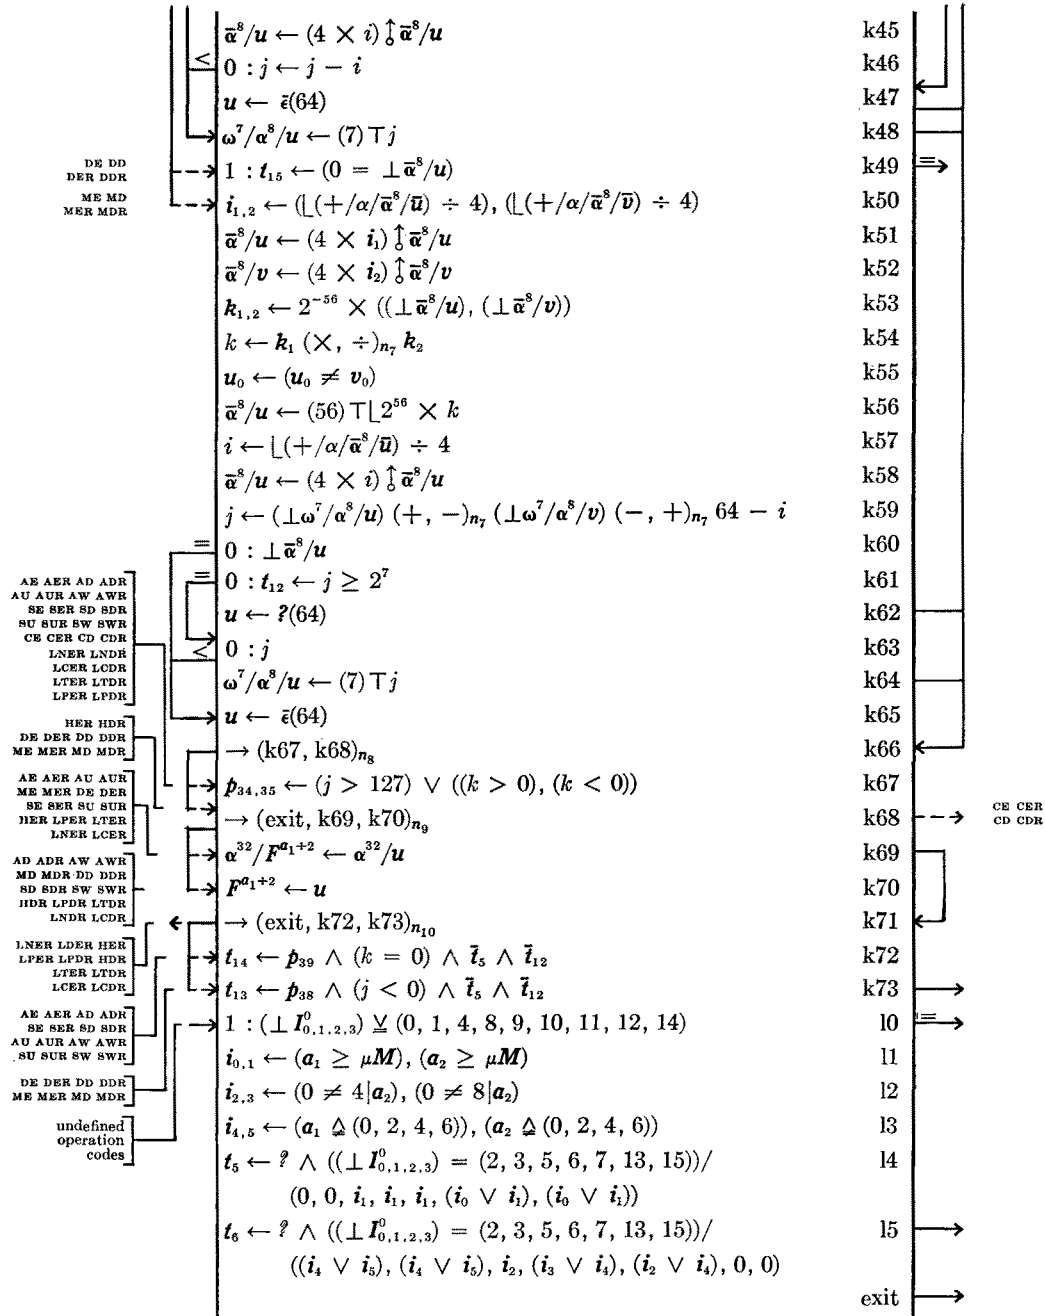 ᾱ⁸/u ← (4 × i) ⥉ ᾱ⁸/u k45
< 0 : j ← j − i k46
u ← ε̄(64) k47
ω⁷/α⁸/u ← (7) ⊤ j k48
DE DD
DER DDR
1 : t₁₅ ← (0 = ⊥ᾱ⁸/u) k49 =
ME MD
MER MDR
i₁,₂ ← (⌊(+/α/ᾱ⁸/ū) ÷ 4), (⌊(+/α/ᾱ⁸/v̄) ÷ 4) k50
ᾱ⁸/u ← (4 × i₁) ⥉ ᾱ⁸/u k51
ᾱ⁸/v ← (4 × i₂) ⥉ ᾱ⁸/v k52
k₁,₂ ← 2⁻⁵⁶ × ((⊥ᾱ⁸/u), (⊥ᾱ⁸/v)) k53
k ← k₁ (×, ÷)ₙ₇ k₂ k54
u₀ ← (u₀ ≠ v₀) k55
ᾱ⁸/u ← (56) ⊤⌊2⁵⁶ × k k56
i ← ⌊(+/α/ᾱ⁸/ū) ÷ 4 k57
ᾱ⁸/u ← (4 × i) ⥉ ᾱ⁸/u k58
j ← (⊥ω⁷/α⁸/u) (+, −)ₙ₇ (⊥ω⁷/α⁸/v) (−, +)ₙ₇ 64 − i k59
= 0 : ⊥ᾱ⁸/u k60
= 0 : t₁₂ ← j ≥ 2⁷ k61
u ← ?(64) k62
< 0 : j k63
ω⁷/α⁸/u ← (7) ⊤ j k64
u ← ε̄(64) k65
AE AER AD ADR
AU AUR AW AWR
SE SER SD SDR
SU SUR SW SWR
CE CER CD CDR
LNER LNDR
LCER LCDR
LTER LTDR
LPER LPDR
→ (k67, k68)ₙ₈ k66
p₃₄,₃₅ ← (j > 127) ∨ ((k > 0), (k < 0)) k67
HER HDR
DE DER DD DDR
ME MER MD MDR
→ (exit, k69, k70)ₙ₉ k68
CE CER
CD CDR
AE AER AU AUR
ME MER DE DER
SE SER SU SUR
HER LPER LTER
LNER LCER
α³²/Fᵃ¹⁺² ← α³²/u k69
AD ADR AW AWR
MD MDR DD DDR
SD SDR SW SWR
HDR LPDR LTDR
LNDR LCDR
Fᵃ¹⁺² ← u k70
→ (exit, k72, k73)ₙ₁₀ k71
LNER LDER HER
LPER LPDR HDR
LTER LTDR
LCER LCDR
t₁₄ ← p₃₉ ∧ (k = 0) ∧ t̄₅ ∧ t̄₁₂ k72
AE AER AD ADR
SE SER SD SDR
AU AUR AW AWR
SU SUR SW SWR
t₁₃ ← p₃₈ ∧ (j < 0) ∧ t̄₅ ∧ t̄₁₂ k73
DE DER DD DDR
ME MER MD MDR
undefined
operation
codes
1 : (⊥I⁰₀,₁,₂,₃) ⊻ (0, 1, 4, 8, 9, 10, 11, 12, 14) l0 =
i₀,₁ ← (a₁ ≥ μM), (a₂ ≥ μM) l1
i₂,₃ ← (0 ≠ 4|a₂), (0 ≠ 8|a₂) l2
i₄,₅ ← (a₁ ⍙ (0, 2, 4, 6)), (a₂ ⍙ (0, 2, 4, 6)) l3
t₅ ← ? ∧ ((⊥I⁰₀,₁,₂,₃) = (2, 3, 5, 6, 7, 13, 15))/ l4
(0, 0, i₁, i₁, i₁, (i₀ ∨ i₁), (i₀ ∨ i₁))
t₆ ← ? ∧ ((⊥I⁰₀,₁,₂,₃) = (2, 3, 5, 6, 7, 13, 15))/ l5
((i₄ ∨ i₅), (i₄ ∨ i₅), i₂, (i₃ ∨ i₄), (i₂ ∨ i₄), 0, 0)
exit